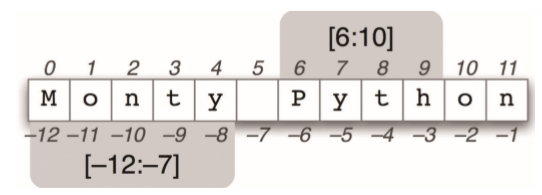 [6:10]
0 1 2 3 4 5 6 7 8 9 10 11
M o n t y P y t h o n
–12 –11 –10 –9 –8 –7 –6 –5 –4 –3 –2 –1
[–12:–7]